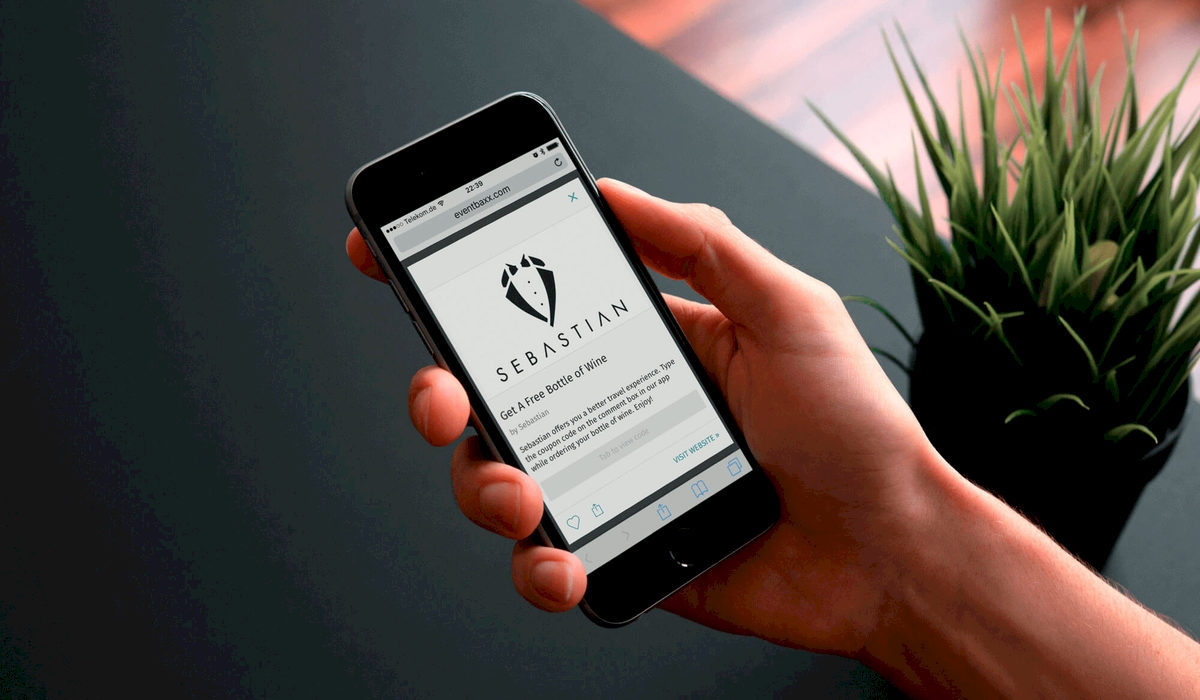 Telekom.de 22:39
eventbaxx.com
SEBASTIAN
Get A Free Bottle of Wine
by Sebastian
Sebastian offers you a better travel experience. Type
the coupon code on the comment box in our app
while ordering your bottle of wine. Enjoy!
Tab to view code
VISIT WEBSITE »